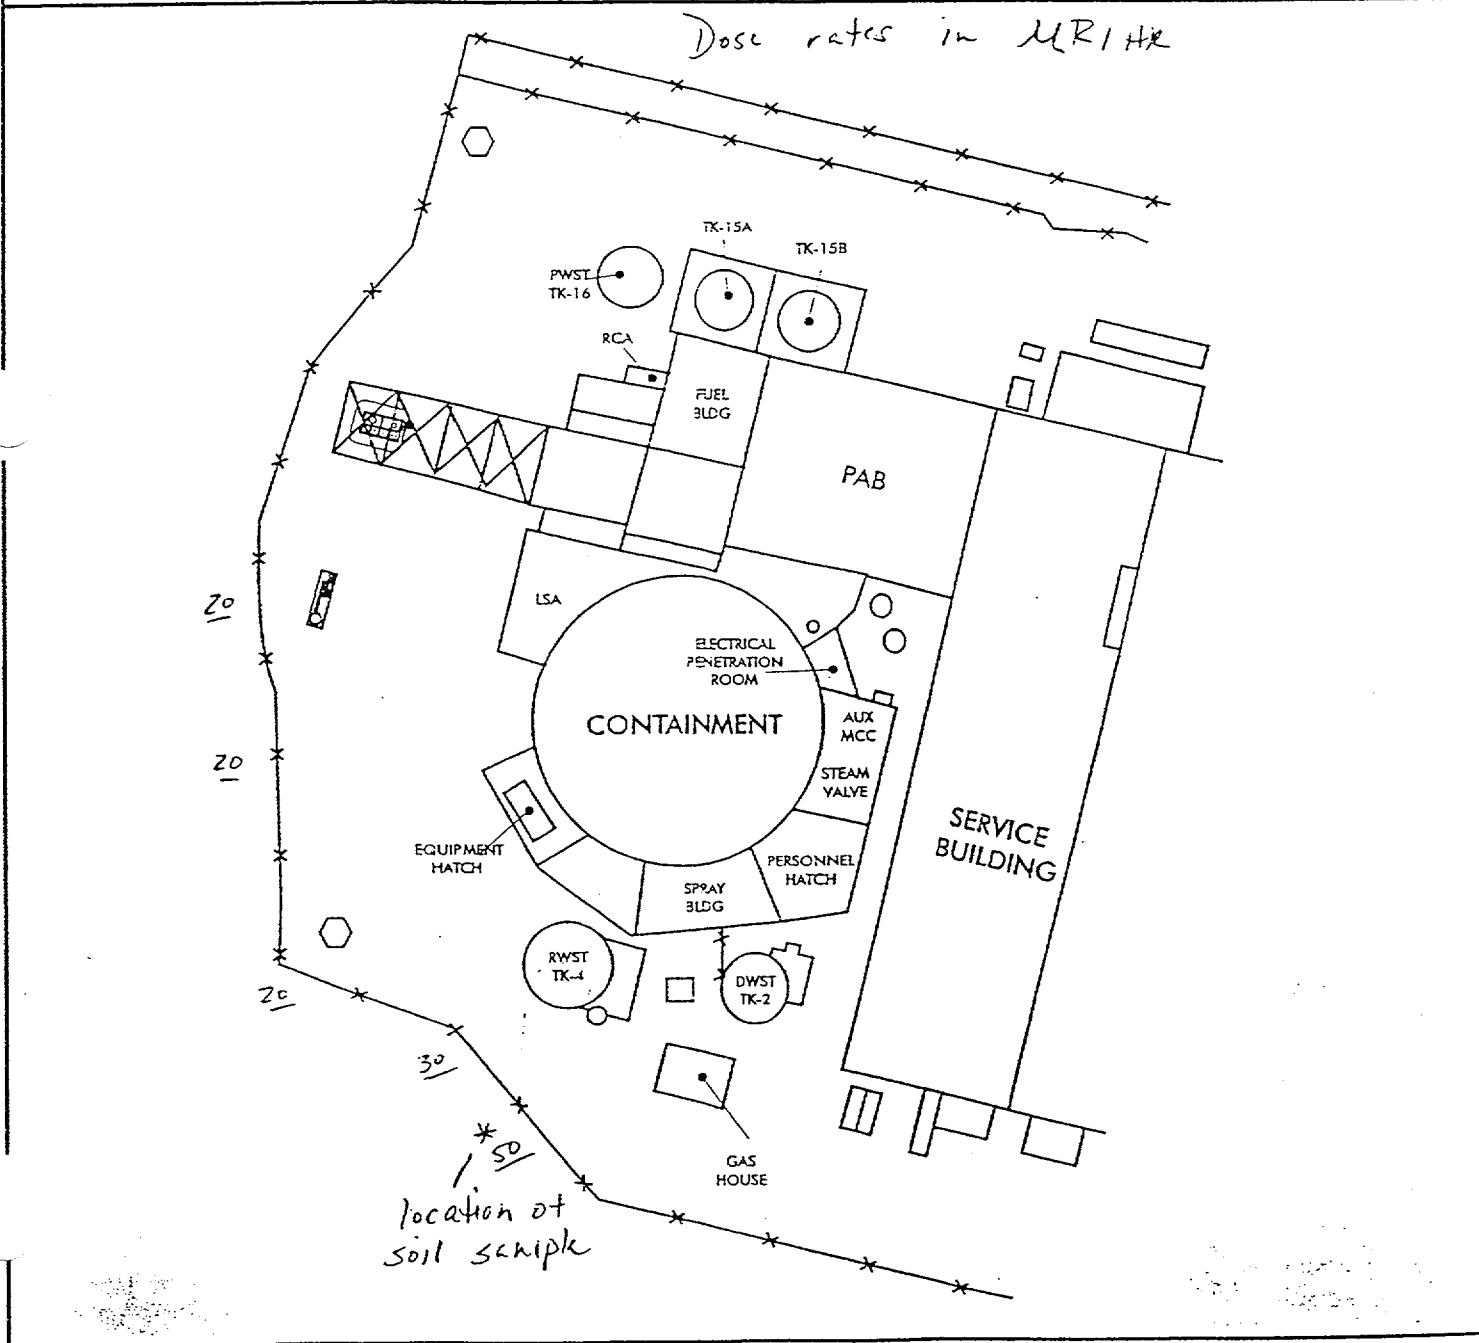 Dose rates in μR/HR
TK-15A
TK-15B
PWST
TK-16
RCA
FUEL
BLDG
PAB
LSA
20
ELECTRICAL
PENETRATION
ROOM
CONTAINMENT
AUX
MCC
20
STEAM
VALVE
SERVICE
BUILDING
EQUIPMENT
HATCH
PERSONNEL
HATCH
SPRAY
BLDG
RWST
TK-4
DWST
TK-2
20
30
50
GAS
HOUSE
location of
soil sample